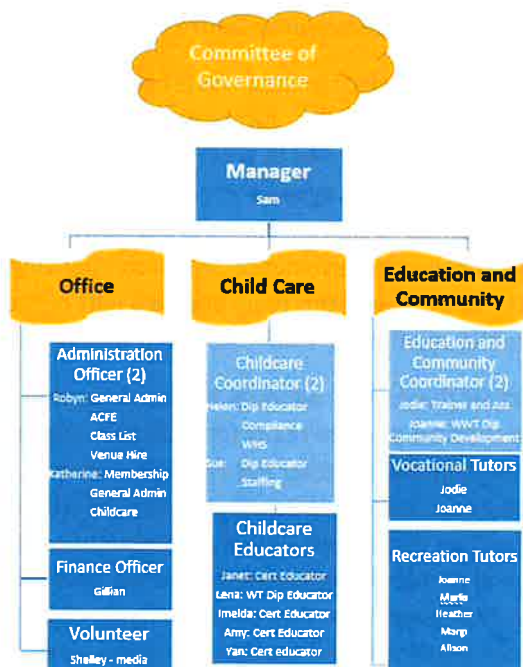 Committee of
Governance
Manager
Sam
Office
Administration
Officer (2)
Robyn: General Admin
ACFE
Class List
Venue Hire
Katherine: Membership
General Admin
Childcare
Finance Officer
Gillian
Volunteer
Shelley - media
Child Care
Childcare
Coordinator (2)
Helen: Dip Educator
Compliance
WHS
Sue: Dip Educator
Staffing
Childcare
Educators
Janet: Cert Educator
Lena: WT Dip Educator
Imelda: Cert Educator
Amy: Cert Educator
Yan: Cert educator
Education and
Community
Education and
Community
Coordinator (2)
Jodie: Trainer and
Joanne: WWT Dip
Community Development
Vocational Tutors
Jodie
Joanne
Recreation Tutors
Joanne
Heather
Alison